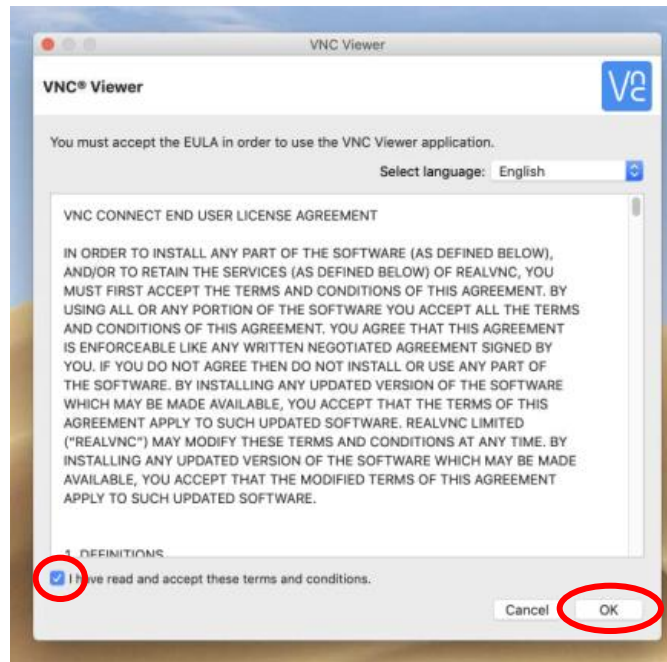 VNC Viewer
VNC® Viewer
You must accept the EULA in order to use the VNC Viewer application.
Select language: English
VNC CONNECT END USER LICENSE AGREEMENT
IN ORDER TO INSTALL ANY PART OF THE SOFTWARE (AS DEFINED BELOW),
AND/OR TO RETAIN THE SERVICES (AS DEFINED BELOW) OF REALVNC, YOU
MUST FIRST ACCEPT THE TERMS AND CONDITIONS OF THIS AGREEMENT. BY
USING ALL OR ANY PORTION OF THE SOFTWARE YOU ACCEPT ALL THE TERMS
AND CONDITIONS OF THIS AGREEMENT. YOU AGREE THAT THIS AGREEMENT
IS ENFORCEABLE LIKE ANY WRITTEN NEGOTIATED AGREEMENT SIGNED BY
YOU. IF YOU DO NOT AGREE THEN DO NOT INSTALL OR USE ANY PART OF
THE SOFTWARE. BY INSTALLING ANY UPDATED VERSION OF THE SOFTWARE
WHICH MAY BE MADE AVAILABLE, YOU ACCEPT THAT THE TERMS OF THIS
AGREEMENT APPLY TO SUCH UPDATED SOFTWARE. REALVNC LIMITED
("REALVNC") MAY MODIFY THESE TERMS AND CONDITIONS AT ANY TIME. BY
INSTALLING ANY UPDATED VERSION OF THE SOFTWARE WHICH MAY BE MADE
AVAILABLE, YOU ACCEPT THAT THE MODIFIED TERMS OF THIS AGREEMENT
APPLY TO SUCH UPDATED SOFTWARE.
1. DEFINITIONS
I have read and accept these terms and conditions.
Cancel OK